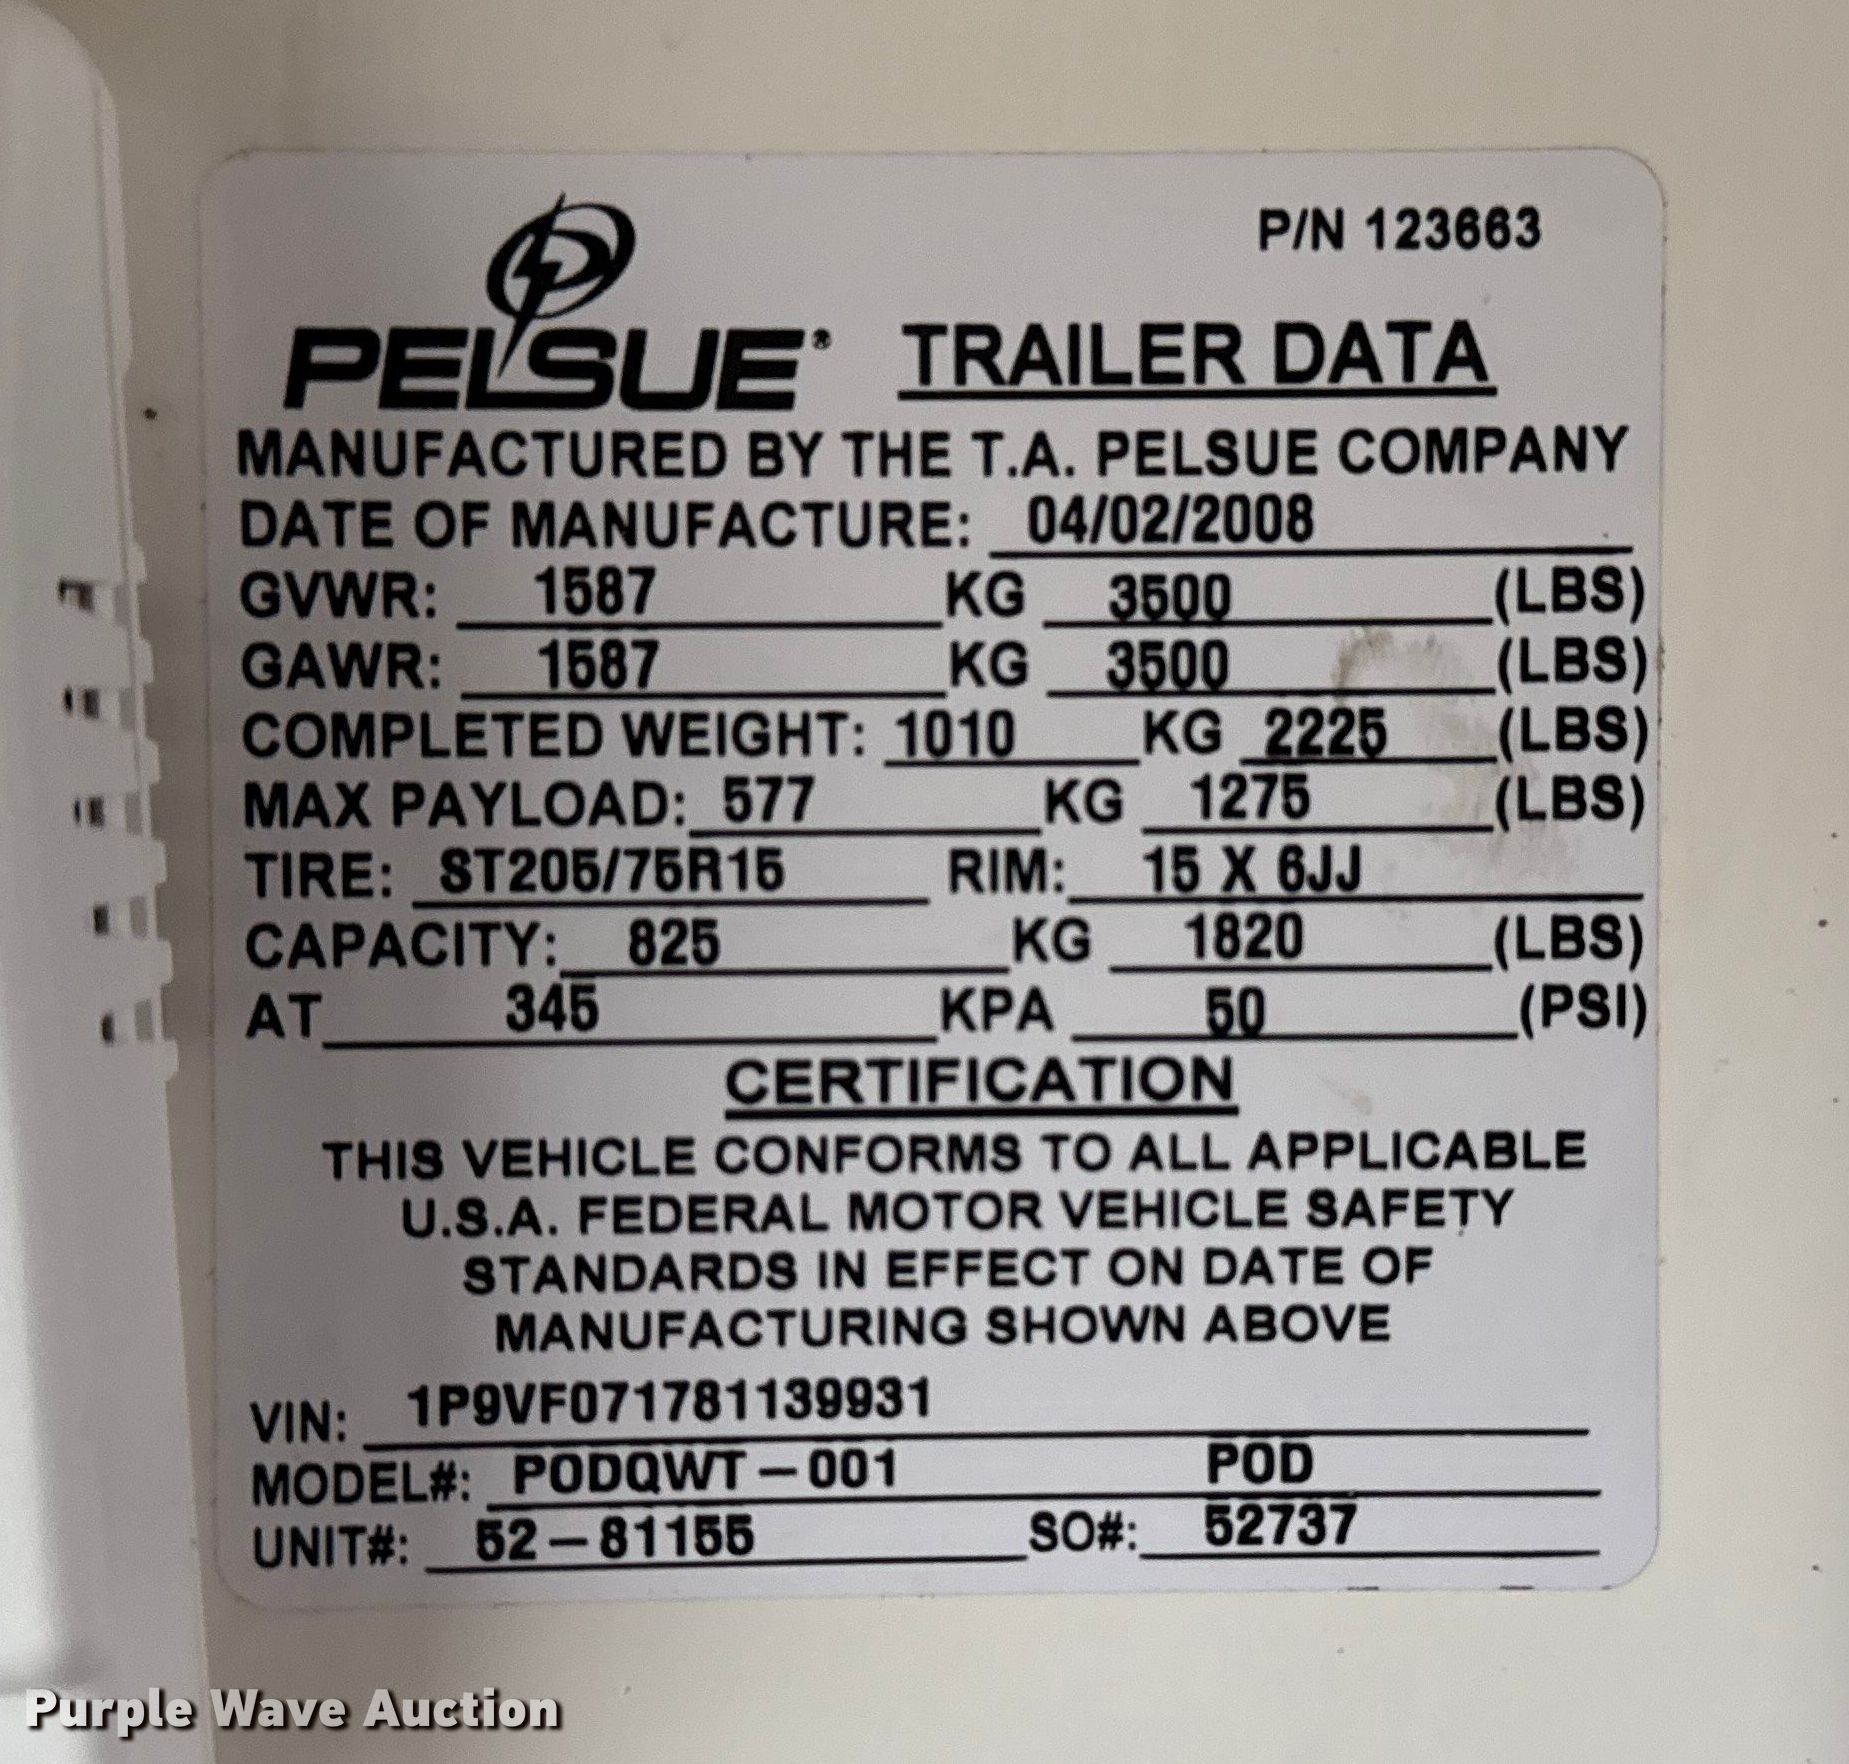 P/N 123663
PELSUE® TRAILER DATA
MANUFACTURED BY THE T.A. PELSUE COMPANY
DATE OF MANUFACTURE: 04/02/2008
GVWR: 1587 KG 3500 (LBS)
GAWR: 1587 KG 3500 (LBS)
COMPLETED WEIGHT: 1010 KG 2225 (LBS)
MAX PAYLOAD: 577 KG 1275 (LBS)
TIRE: ST205/75R15 RIM: 15 X 6JJ
CAPACITY: 825 KG 1820 (LBS)
AT 345 KPA 50 (PSI)
CERTIFICATION
THIS VEHICLE CONFORMS TO ALL APPLICABLE
U.S.A. FEDERAL MOTOR VEHICLE SAFETY
STANDARDS IN EFFECT ON DATE OF
MANUFACTURING SHOWN ABOVE
VIN: 1P9VF071781139931
MODEL#: PODQWT-001 POD
UNIT#: 52-81155 SO#: 52737
Purple Wave Auction